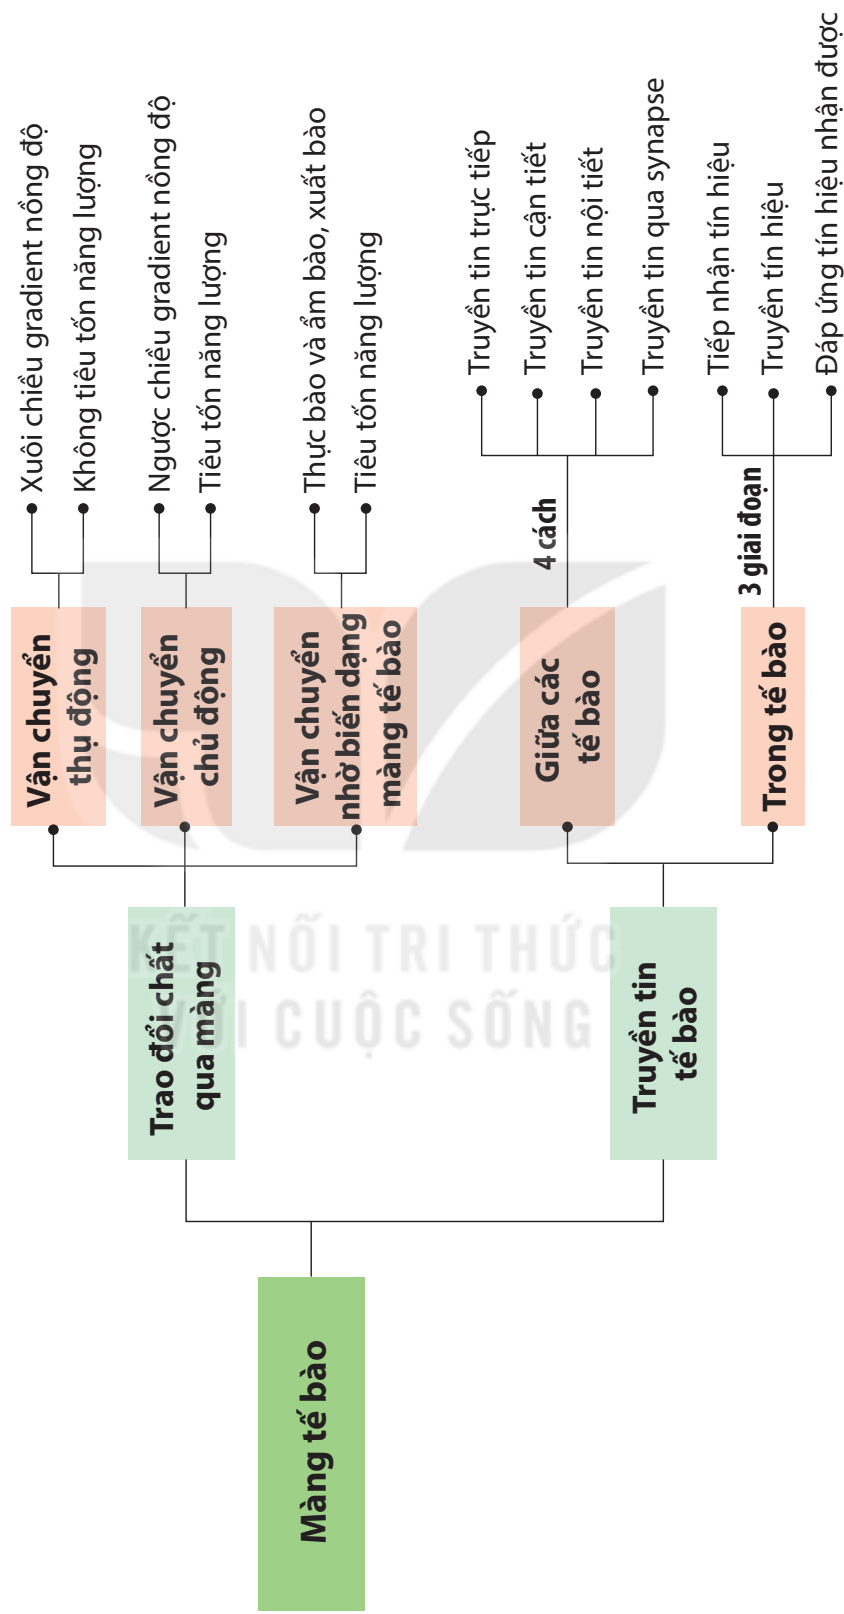 Màng tế bào
Trao đổi chất
qua màng
Vận chuyển
thụ động
Xuôi chiều gradient nồng độ
Không tiêu tốn năng lượng
Vận chuyển
chủ động
Ngược chiều gradient nồng độ
Tiêu tốn năng lượng
Vận chuyển
nhờ biến dạng
màng tế bào
Thực bào và ẩm bào, xuất bào
Tiêu tốn năng lượng
Truyền tin
tế bào
Giữa các
tế bào
4 cách
Truyền tin trực tiếp
Truyền tin cận tiết
Truyền tin nội tiết
Truyền tin qua synapse
Trong tế bào
3 giai đoạn
Tiếp nhận tín hiệu
Truyền tín hiệu
Đáp ứng tín hiệu nhận được
KẾT NỐI TRI THỨC
VỚI CUỘC SỐNG